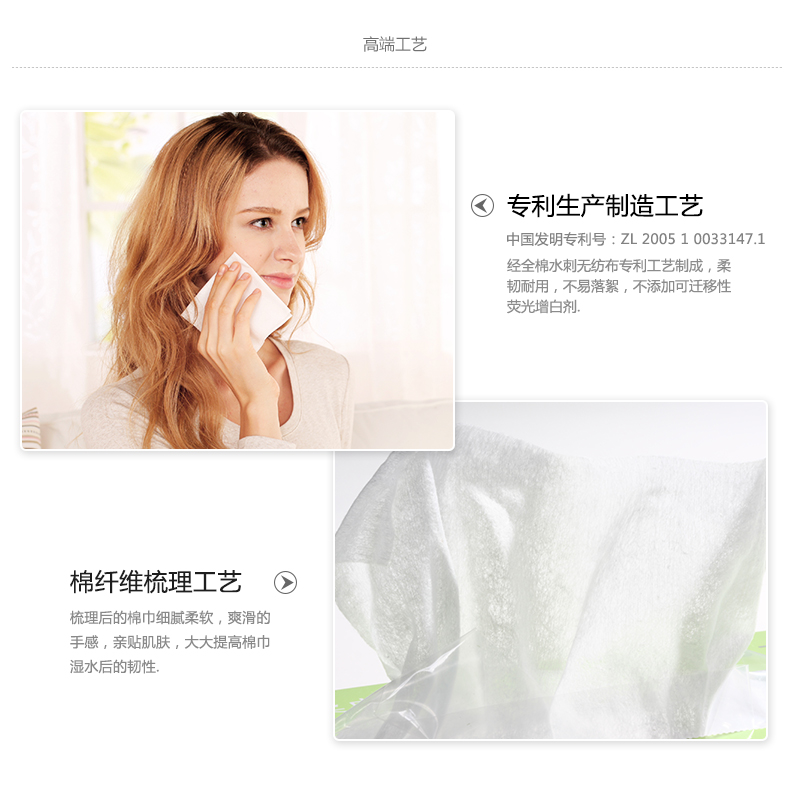 高端工艺
专利生产制造工艺
中国发明专利号：ZL 2005 1 0033147.1
经全棉水刺无纺布专利工艺制成，柔
韧耐用，不易落絮，不添加可迁移性
荧光增白剂.
棉纤维梳理工艺
梳理后的棉巾细腻柔软，爽滑的
手感，亲贴肌肤，大大提高棉巾
湿水后的韧性.